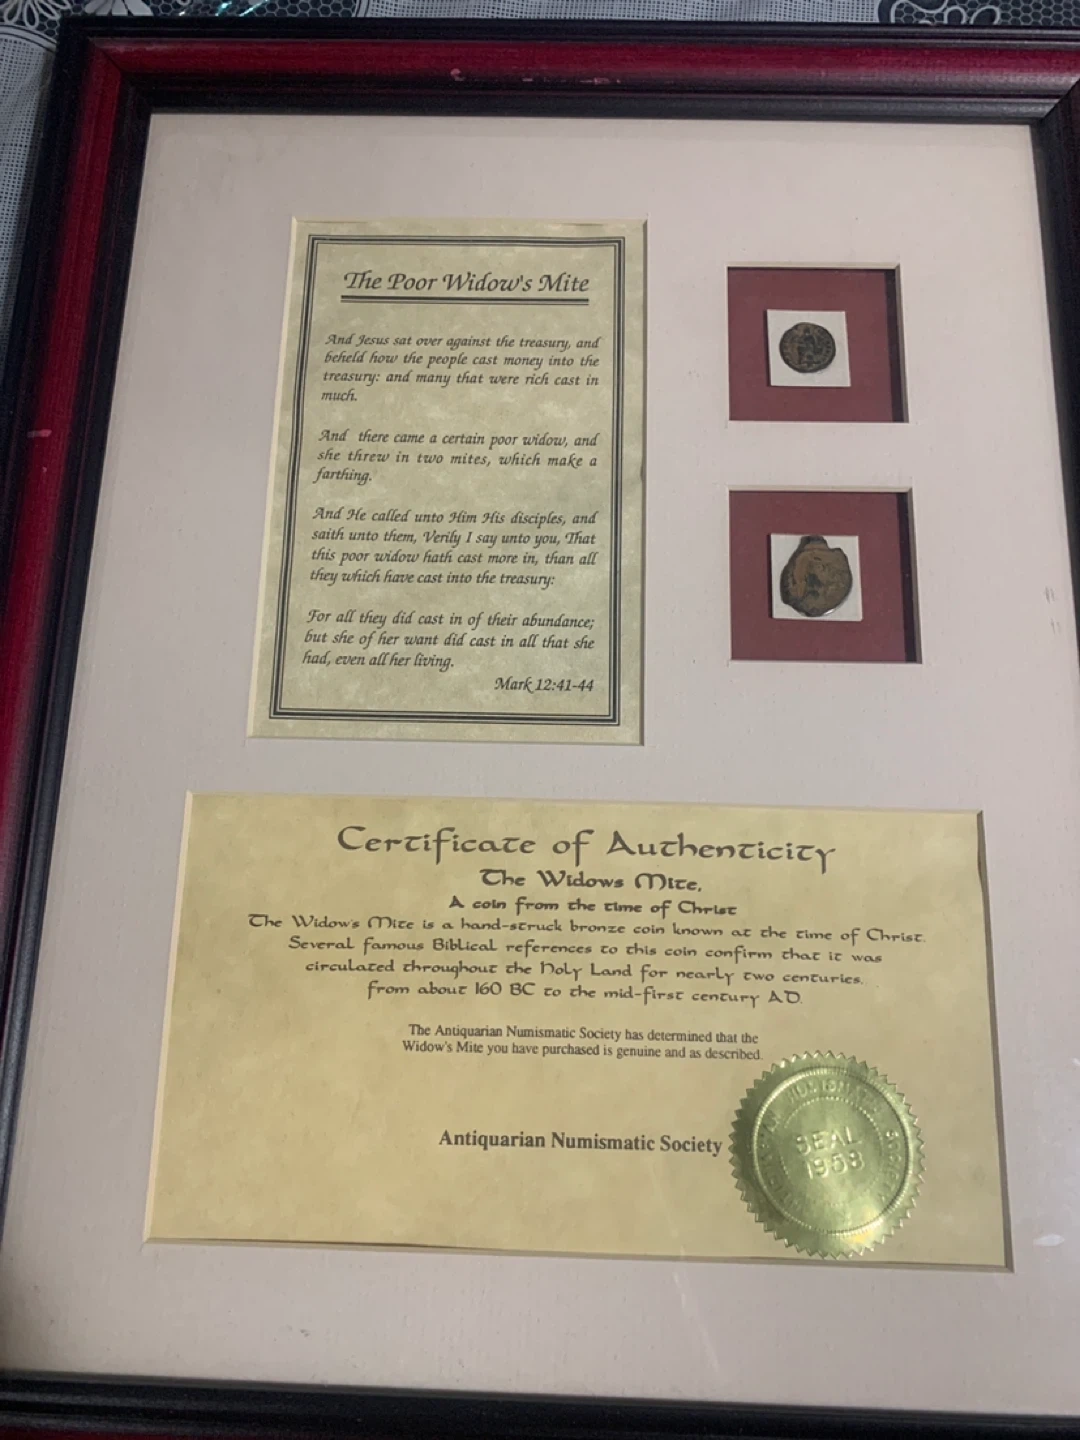 The Poor Widow's Mite
And Jesus sat over against the treasury, and
beheld how the people cast money into the
treasury: and many that were rich cast in
much.
And there came a certain poor widow, and
she threw in two mites, which make a
farthing.
And He called unto Him His disciples, and
saith unto them, Verily I say unto you, That
this poor widow hath cast more in, than all
they which have cast into the treasury:
For all they did cast in of their abundance;
but she of her want did cast in all that she
had, even all her living.
Mark 12:41-44
Certificate of Authenticity
The Widows Mite,
A coin from the time of Christ
The Widow's Mite is a hand-struck bronze coin known at the time of Christ.
Several famous Biblical references to this coin confirm that it was
circulated throughout the Holy Land for nearly two centuries,
from about 160 BC to the mid-first century AD.
The Antiquarian Numismatic Society has determined that the
Widow's Mite you have purchased is genuine and as described.
Antiquarian Numismatic Society
SEAL
1958